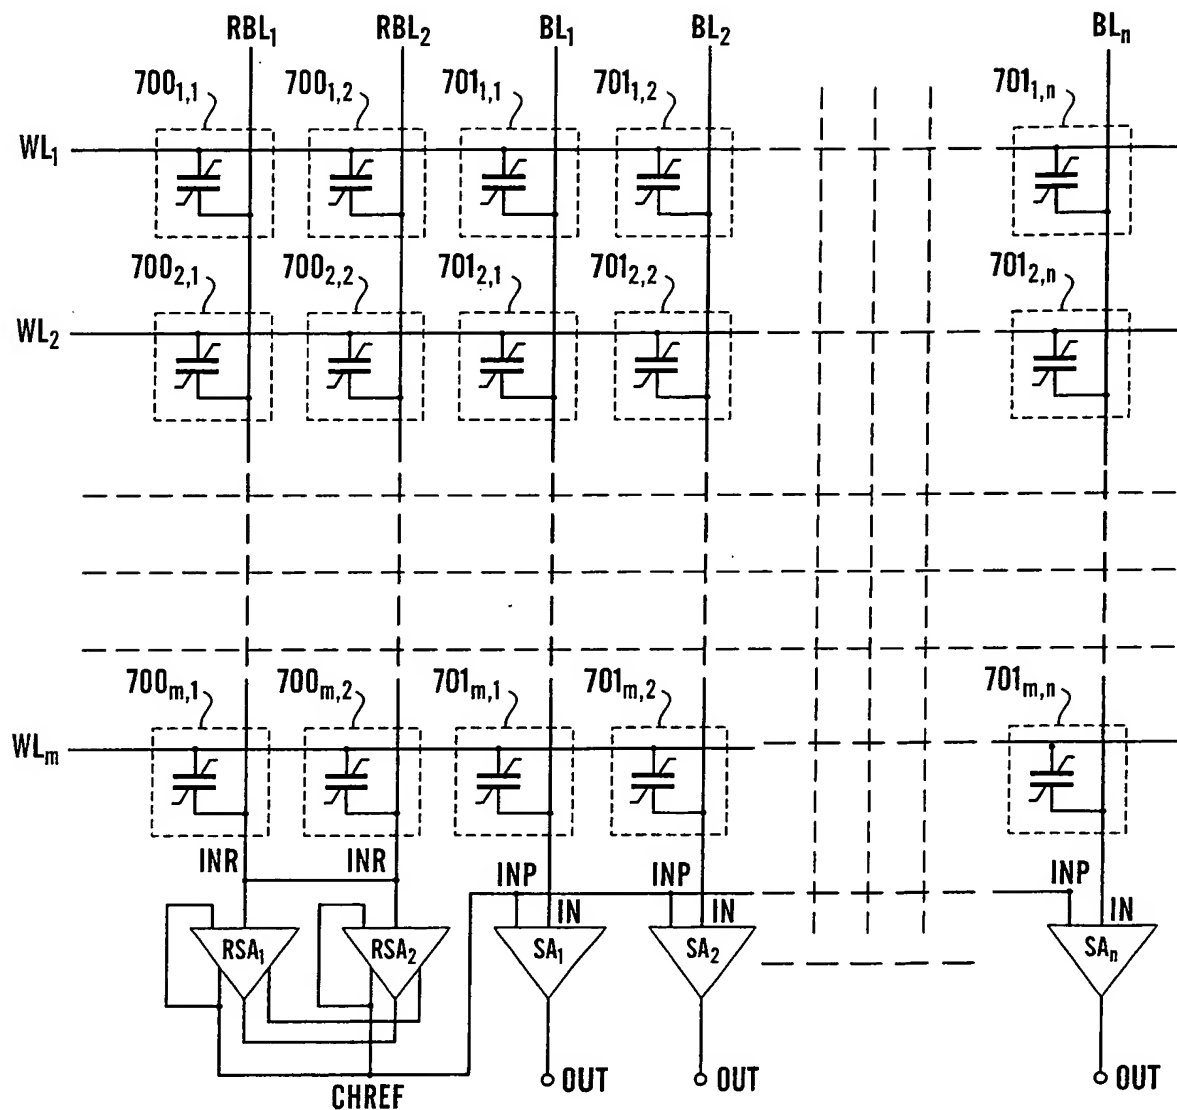 RBL₁ RBL₂ BL₁ BL₂ BLₙ
700₁,₁ 700₁,₂ 701₁,₁ 701₁,₂ 701₁,ₙ
WL₁
700₂,₁ 700₂,₂ 701₂,₁ 701₂,₂ 701₂,ₙ
WL₂
700ₘ,₁ 700ₘ,₂ 701ₘ,₁ 701ₘ,₂ 701ₘ,ₙ
WLₘ
INR INR INP INP INP
IN IN IN
RSA₁ RSA₂ SA₁ SA₂ SAₙ
CHREF OUT OUT OUT